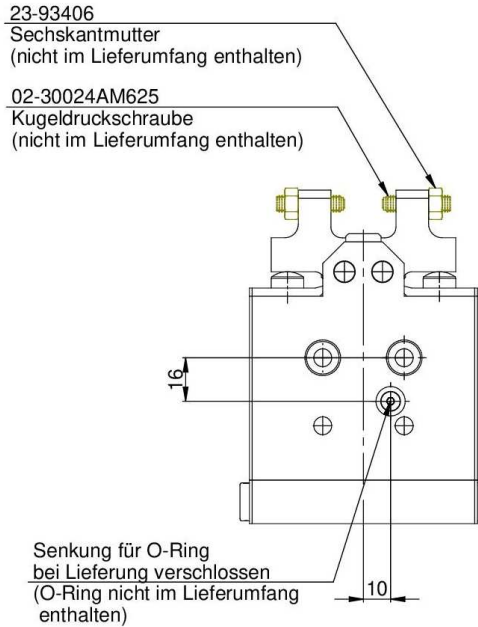 23-93406
Sechskantmutter
(nicht im Lieferumfang enthalten)
02-30024AM625
Kugeldruckschraube
(nicht im Lieferumfang enthalten)
16
Senkung für O-Ring
bei Lieferung verschlossen
(O-Ring nicht im Lieferumfang
enthalten)
10